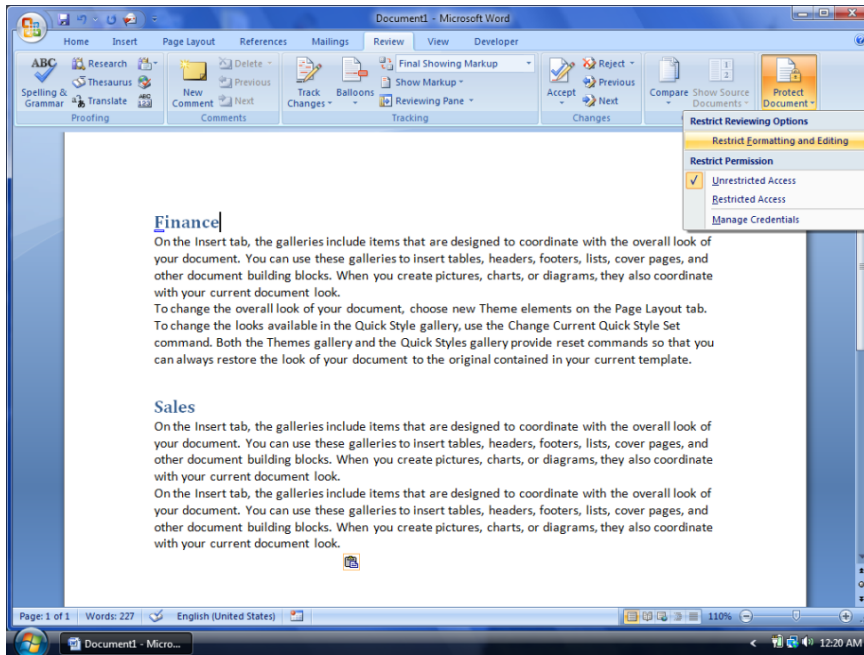 Document1 - Microsoft Word
Home Insert Page Layout References Mailings Review View Developer
ABC Spelling & Grammar
Research
Thesaurus
Translate
ABC 123
Proofing
New Comment
Delete
Previous
Next
Comments
Track Changes
Balloons
Final Showing Markup
Show Markup
Reviewing Pane
Tracking
Accept
Reject
Previous
Next
Changes
Compare
Show Source Documents
Protect Document
Restrict Reviewing Options
Restrict Formatting and Editing
Restrict Permission
Unrestricted Access
Restricted Access
Manage Credentials
Finance
On the Insert tab, the galleries include items that are designed to coordinate with the overall look of
your document. You can use these galleries to insert tables, headers, footers, lists, cover pages, and
other document building blocks. When you create pictures, charts, or diagrams, they also coordinate
with your current document look.
To change the overall look of your document, choose new Theme elements on the Page Layout tab.
To change the looks available in the Quick Style gallery, use the Change Current Quick Style Set
command. Both the Themes gallery and the Quick Styles gallery provide reset commands so that you
can always restore the look of your document to the original contained in your current template.
Sales
On the Insert tab, the galleries include items that are designed to coordinate with the overall look of
your document. You can use these galleries to insert tables, headers, footers, lists, cover pages, and
other document building blocks. When you create pictures, charts, or diagrams, they also coordinate
with your current document look.
On the Insert tab, the galleries include items that are designed to coordinate with the overall look of
your document. You can use these galleries to insert tables, headers, footers, lists, cover pages, and
other document building blocks. When you create pictures, charts, or diagrams, they also coordinate
with your current document look.
Page: 1 of 1 Words: 227 English (United States) 110%
Document1 - Micro... 12:20 AM